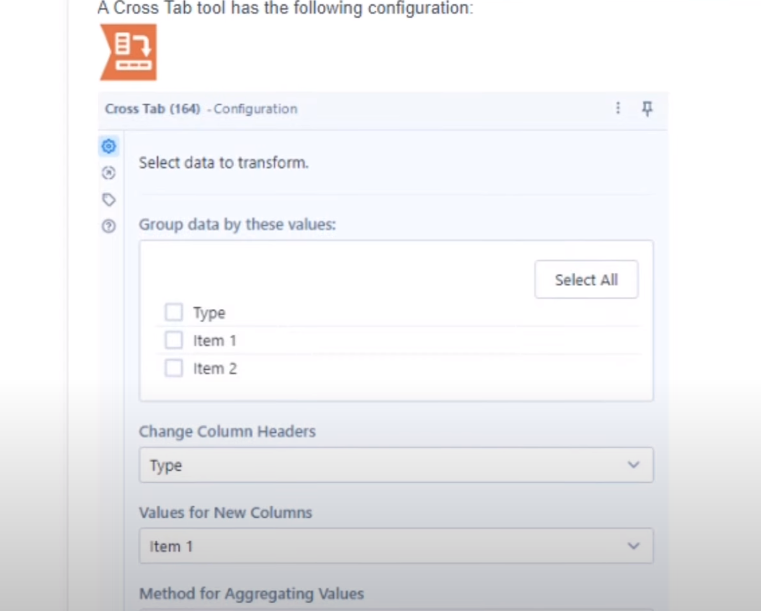 A Cross Tab tool has the following configuration:
Cross Tab (164) - Configuration
Select data to transform.
Group data by these values:
Select All
Type
Item 1
Item 2
Change Column Headers
Type
Values for New Columns
Item 1
Method for Aggregating Values